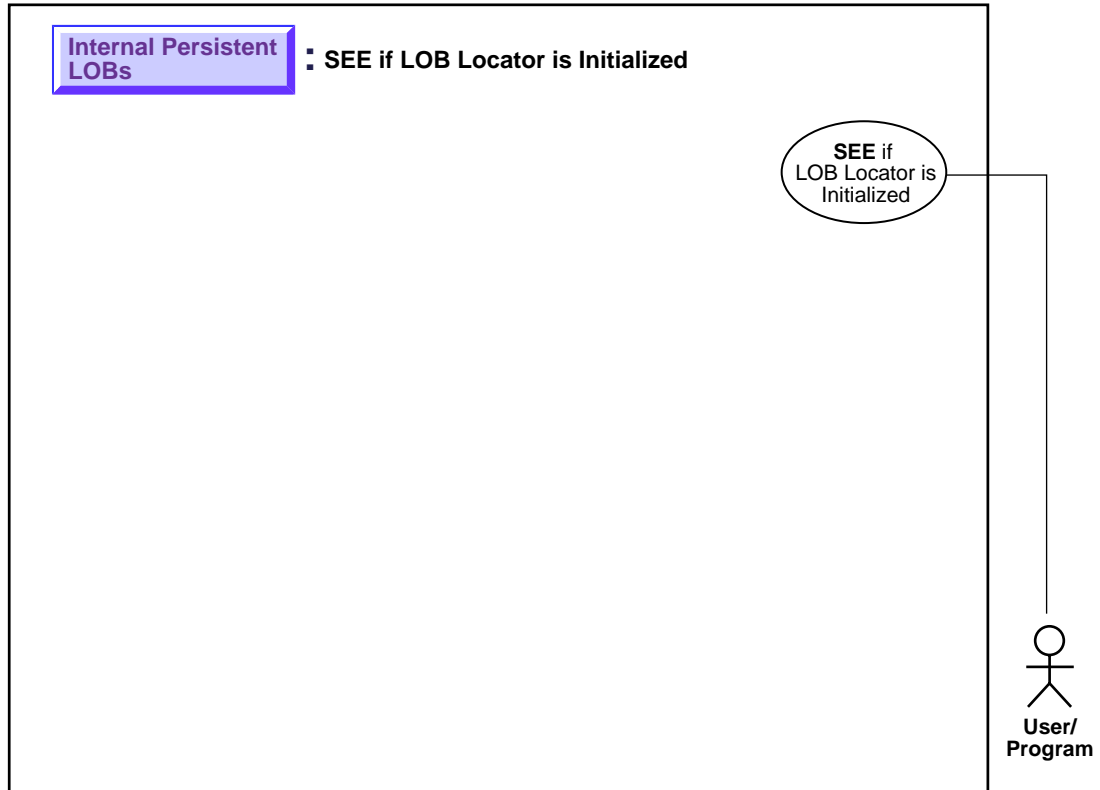 Internal Persistent
LOBs
: SEE if LOB Locator is Initialized
SEE if
LOB Locator is
Initialized
User/
Program